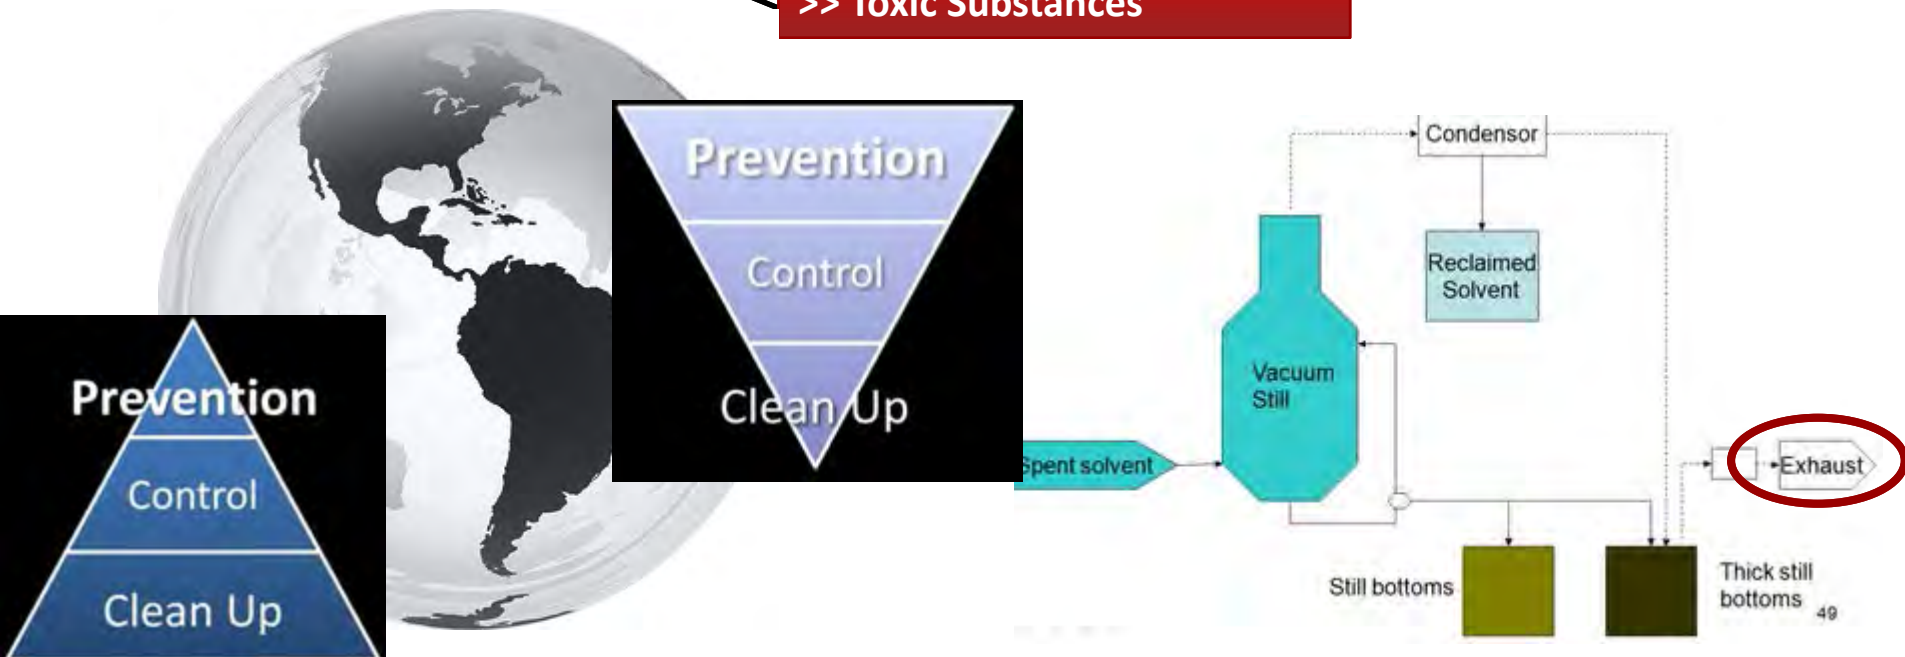 >> Toxic Substances
Prevention
Control
Clean Up
Prevention
Control
Clean Up
Condensor
Reclaimed
Solvent
Vacuum
Still
Spent solvent
Exhaust
Still bottoms
Thick still
bottoms
49